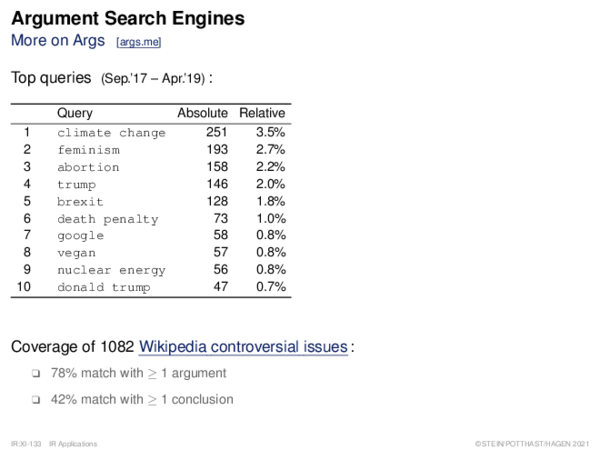 Argument Search Engines
More on Args [args.me]
Top queries (Sep.'17 – Apr.'19) :
Query Absolute Relative
1 climate change 251 3.5%
2 feminism 193 2.7%
3 abortion 158 2.2%
4 trump 146 2.0%
5 brexit 128 1.8%
6 death penalty 73 1.0%
7 google 58 0.8%
8 vegan 57 0.8%
9 nuclear energy 56 0.8%
10 donald trump 47 0.7%
Coverage of 1082 Wikipedia controversial issues :
❑ 78% match with ≥ 1 argument
❑ 42% match with ≥ 1 conclusion
IR:XI-133 IR Applications ©STEIN/POTTHAST/HAGEN 2021